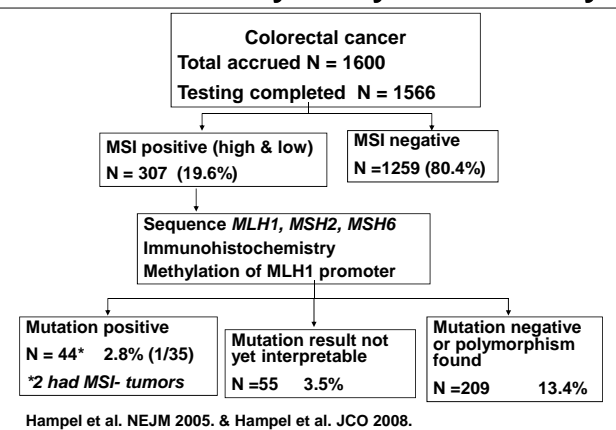 Colorectal cancer
Total accrued N = 1600
Testing completed N = 1566
MSI positive (high & low)
N = 307 (19.6%)
MSI negative
N =1259 (80.4%)
Sequence MLH1, MSH2, MSH6
Immunohistochemistry
Methylation of MLH1 promoter
Mutation positive
N = 44* 2.8% (1/35)
*2 had MSI- tumors
Mutation result not
yet interpretable
N =55 3.5%
Mutation negative
or polymorphism
found
N =209 13.4%
Hampel et al. NEJM 2005. & Hampel et al. JCO 2008.